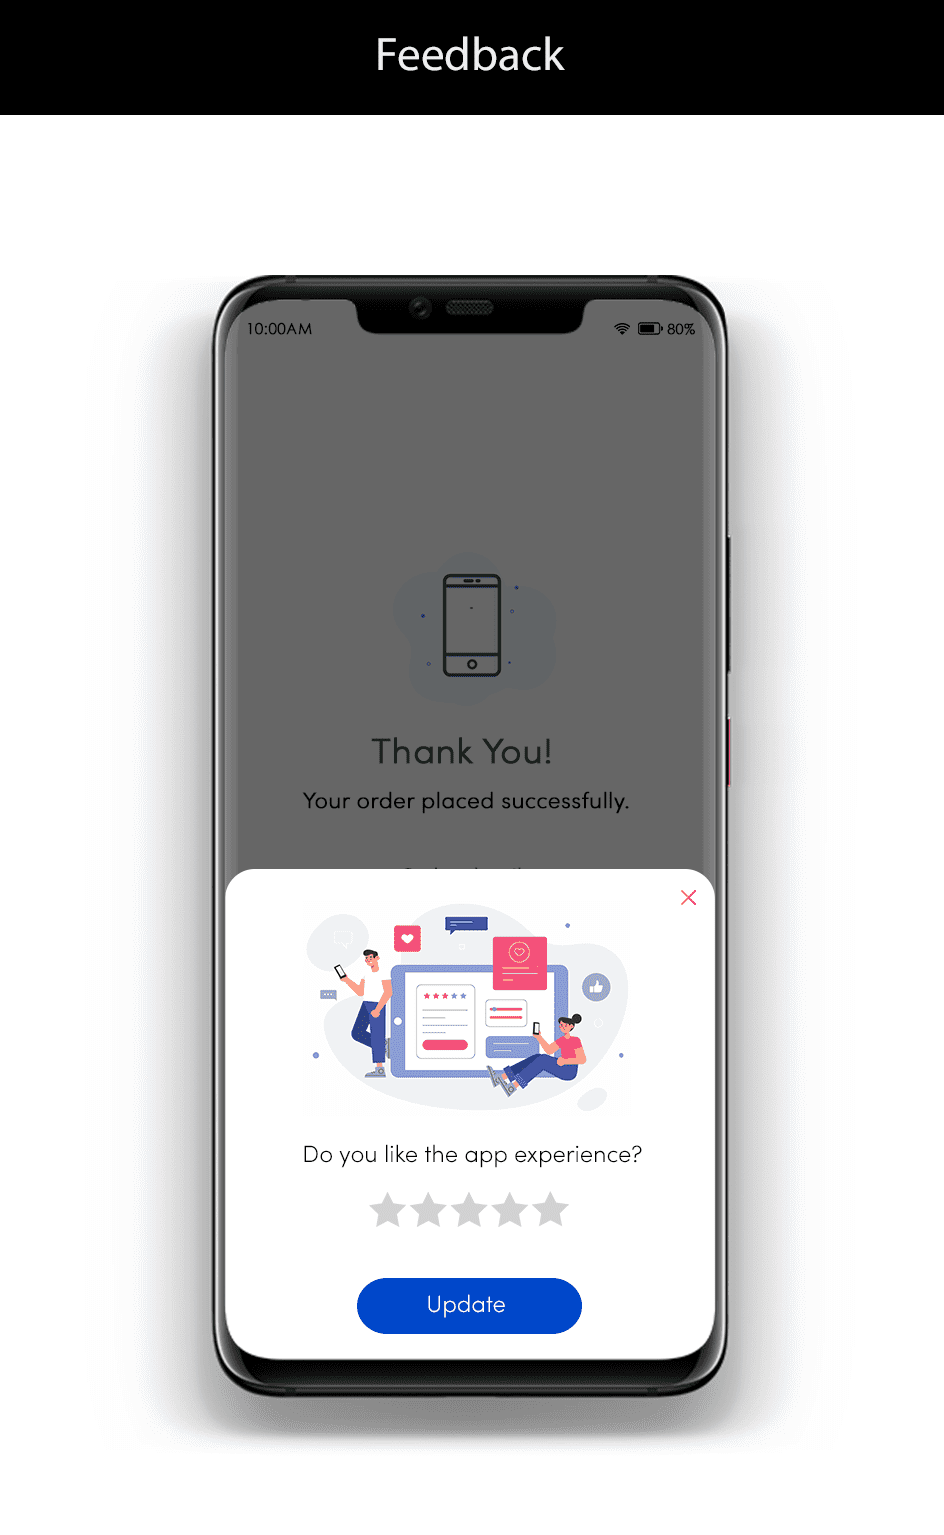 Feedback
10:00AM
80%
Thank You!
Your order placed successfully.
Do you like the app experience?
Update